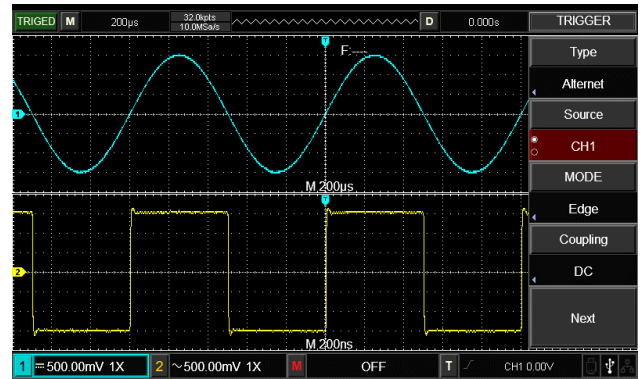 TRIGED M 200µs 32.0kpts D 0.000s TRIGGER
10.0MSa/s
T
F:----
Type
Alternet
Source
1
CH1
MODE
M 200µs
T
Edge
Coupling
2
DC
Next
M 200ns
1 500.00mV 1X 2 ~500.00mV 1X M OFF T CH1 0.00V